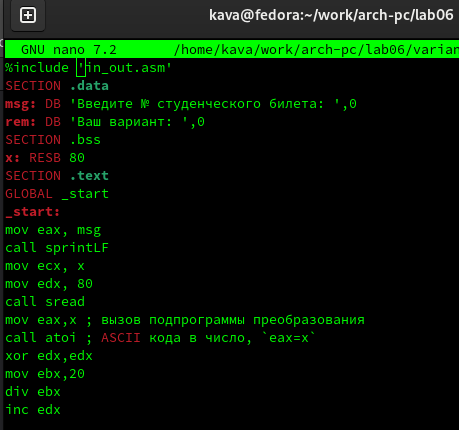 kava@fedora:~/work/arch-pc/lab06
GNU nano 7.2 /home/kava/work/arch-pc/lab06/varian
%include 'in_out.asm'
SECTION .data
msg: DB 'Введите № студенческого билета: ',0
rem: DB 'Ваш вариант: ',0
SECTION .bss
x: RESB 80
SECTION .text
GLOBAL _start
_start:
mov eax, msg
call sprintLF
mov ecx, x
mov edx, 80
call sread
mov eax,x ; вызов подпрограммы преобразования
call atoi ; ASCII кода в число, `eax=x`
xor edx,edx
mov ebx,20
div ebx
inc edx